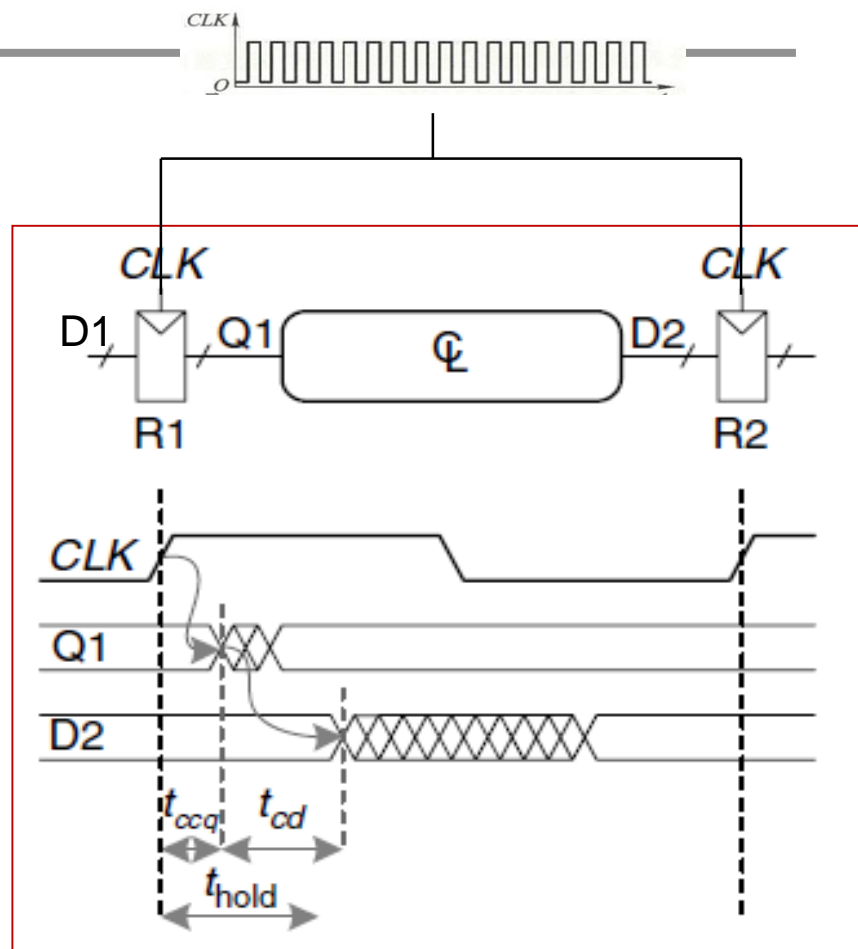 CLK
O
CLK CLK
D1 Q1 CL D2
R1 R2
CLK
Q1
D2
tccq tcd
thold